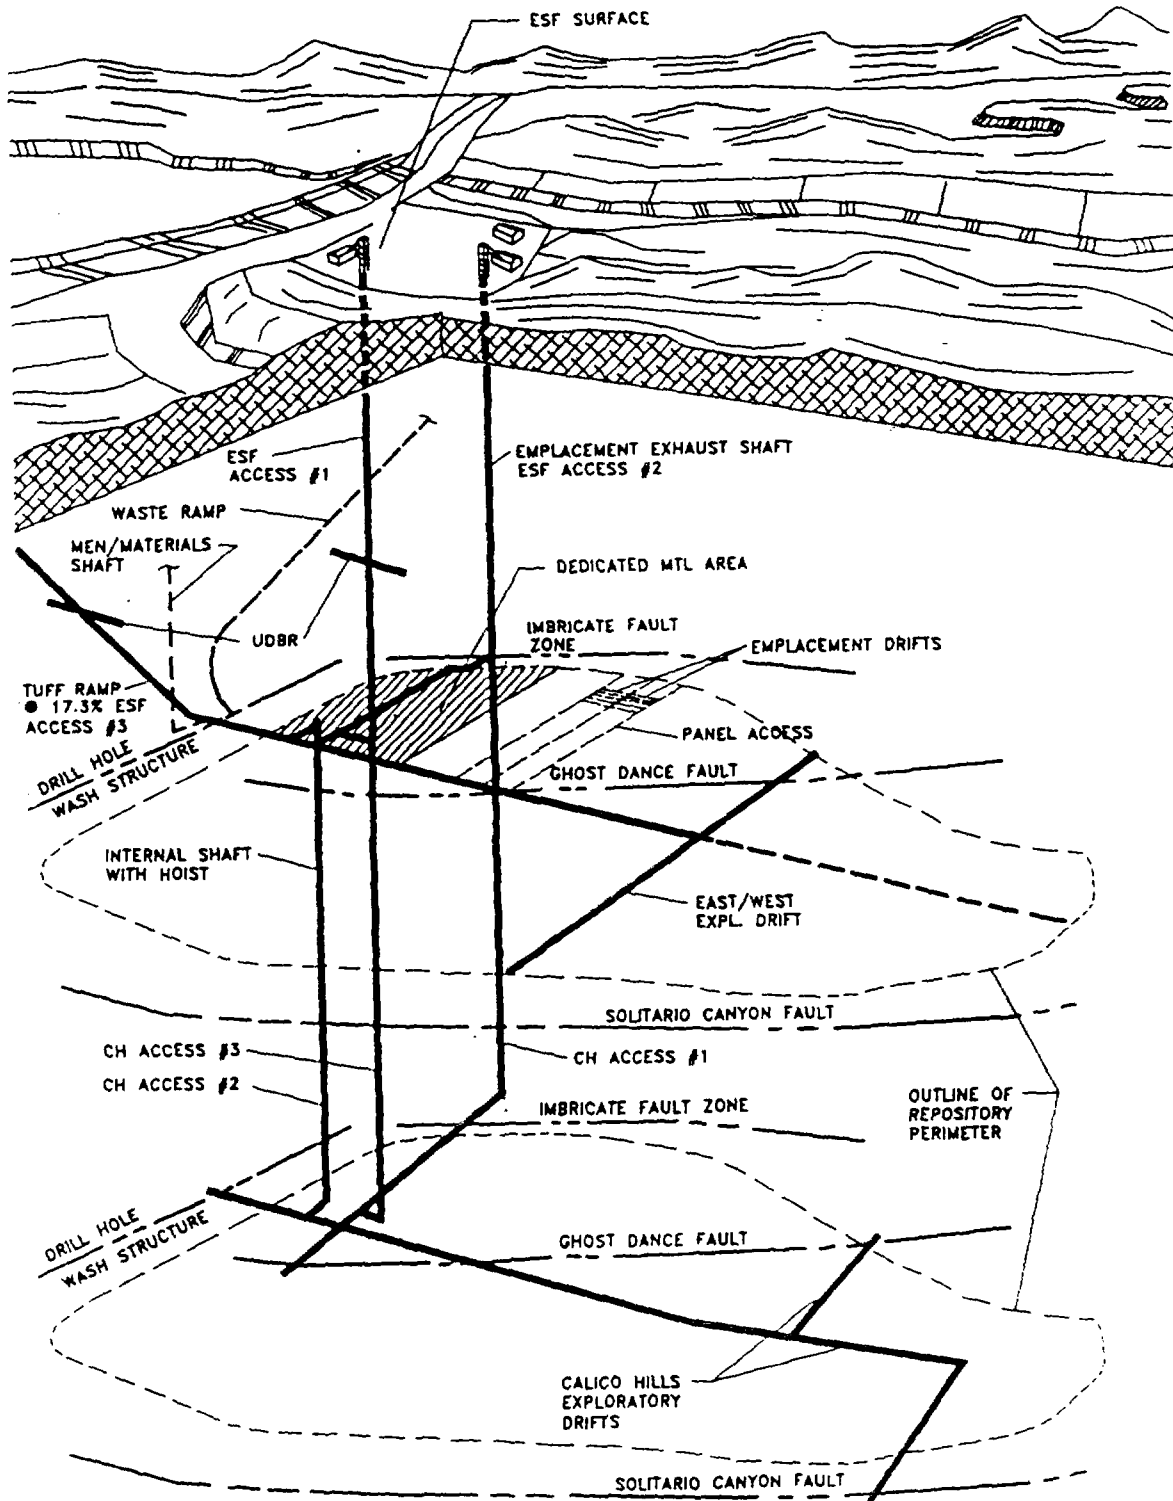 ESF SURFACE
ESF
ACCESS #1
EMPLACEMENT EXHAUST SHAFT
ESF ACCESS #2
WASTE RAMP
MEN/MATERIALS
SHAFT
DEDICATED MTL AREA
UDBR
IMBRICATE FAULT
ZONE
EMPLACEMENT DRIFTS
TUFF RAMP
● 17.3% ESF
ACCESS #3
PANEL ACCESS
DRILL HOLE
WASH STRUCTURE
GHOST DANCE FAULT
INTERNAL SHAFT
WITH HOIST
EAST/WEST
EXPL. DRIFT
SOLITARIO CANYON FAULT
CH ACCESS #3
CH ACCESS #1
CH ACCESS #2
IMBRICATE FAULT ZONE
OUTLINE OF
REPOSITORY
PERIMETER
DRILL HOLE
WASH STRUCTURE
GHOST DANCE FAULT
CALICO HILLS
EXPLORATORY
DRIFTS
SOLITARIO CANYON FAULT